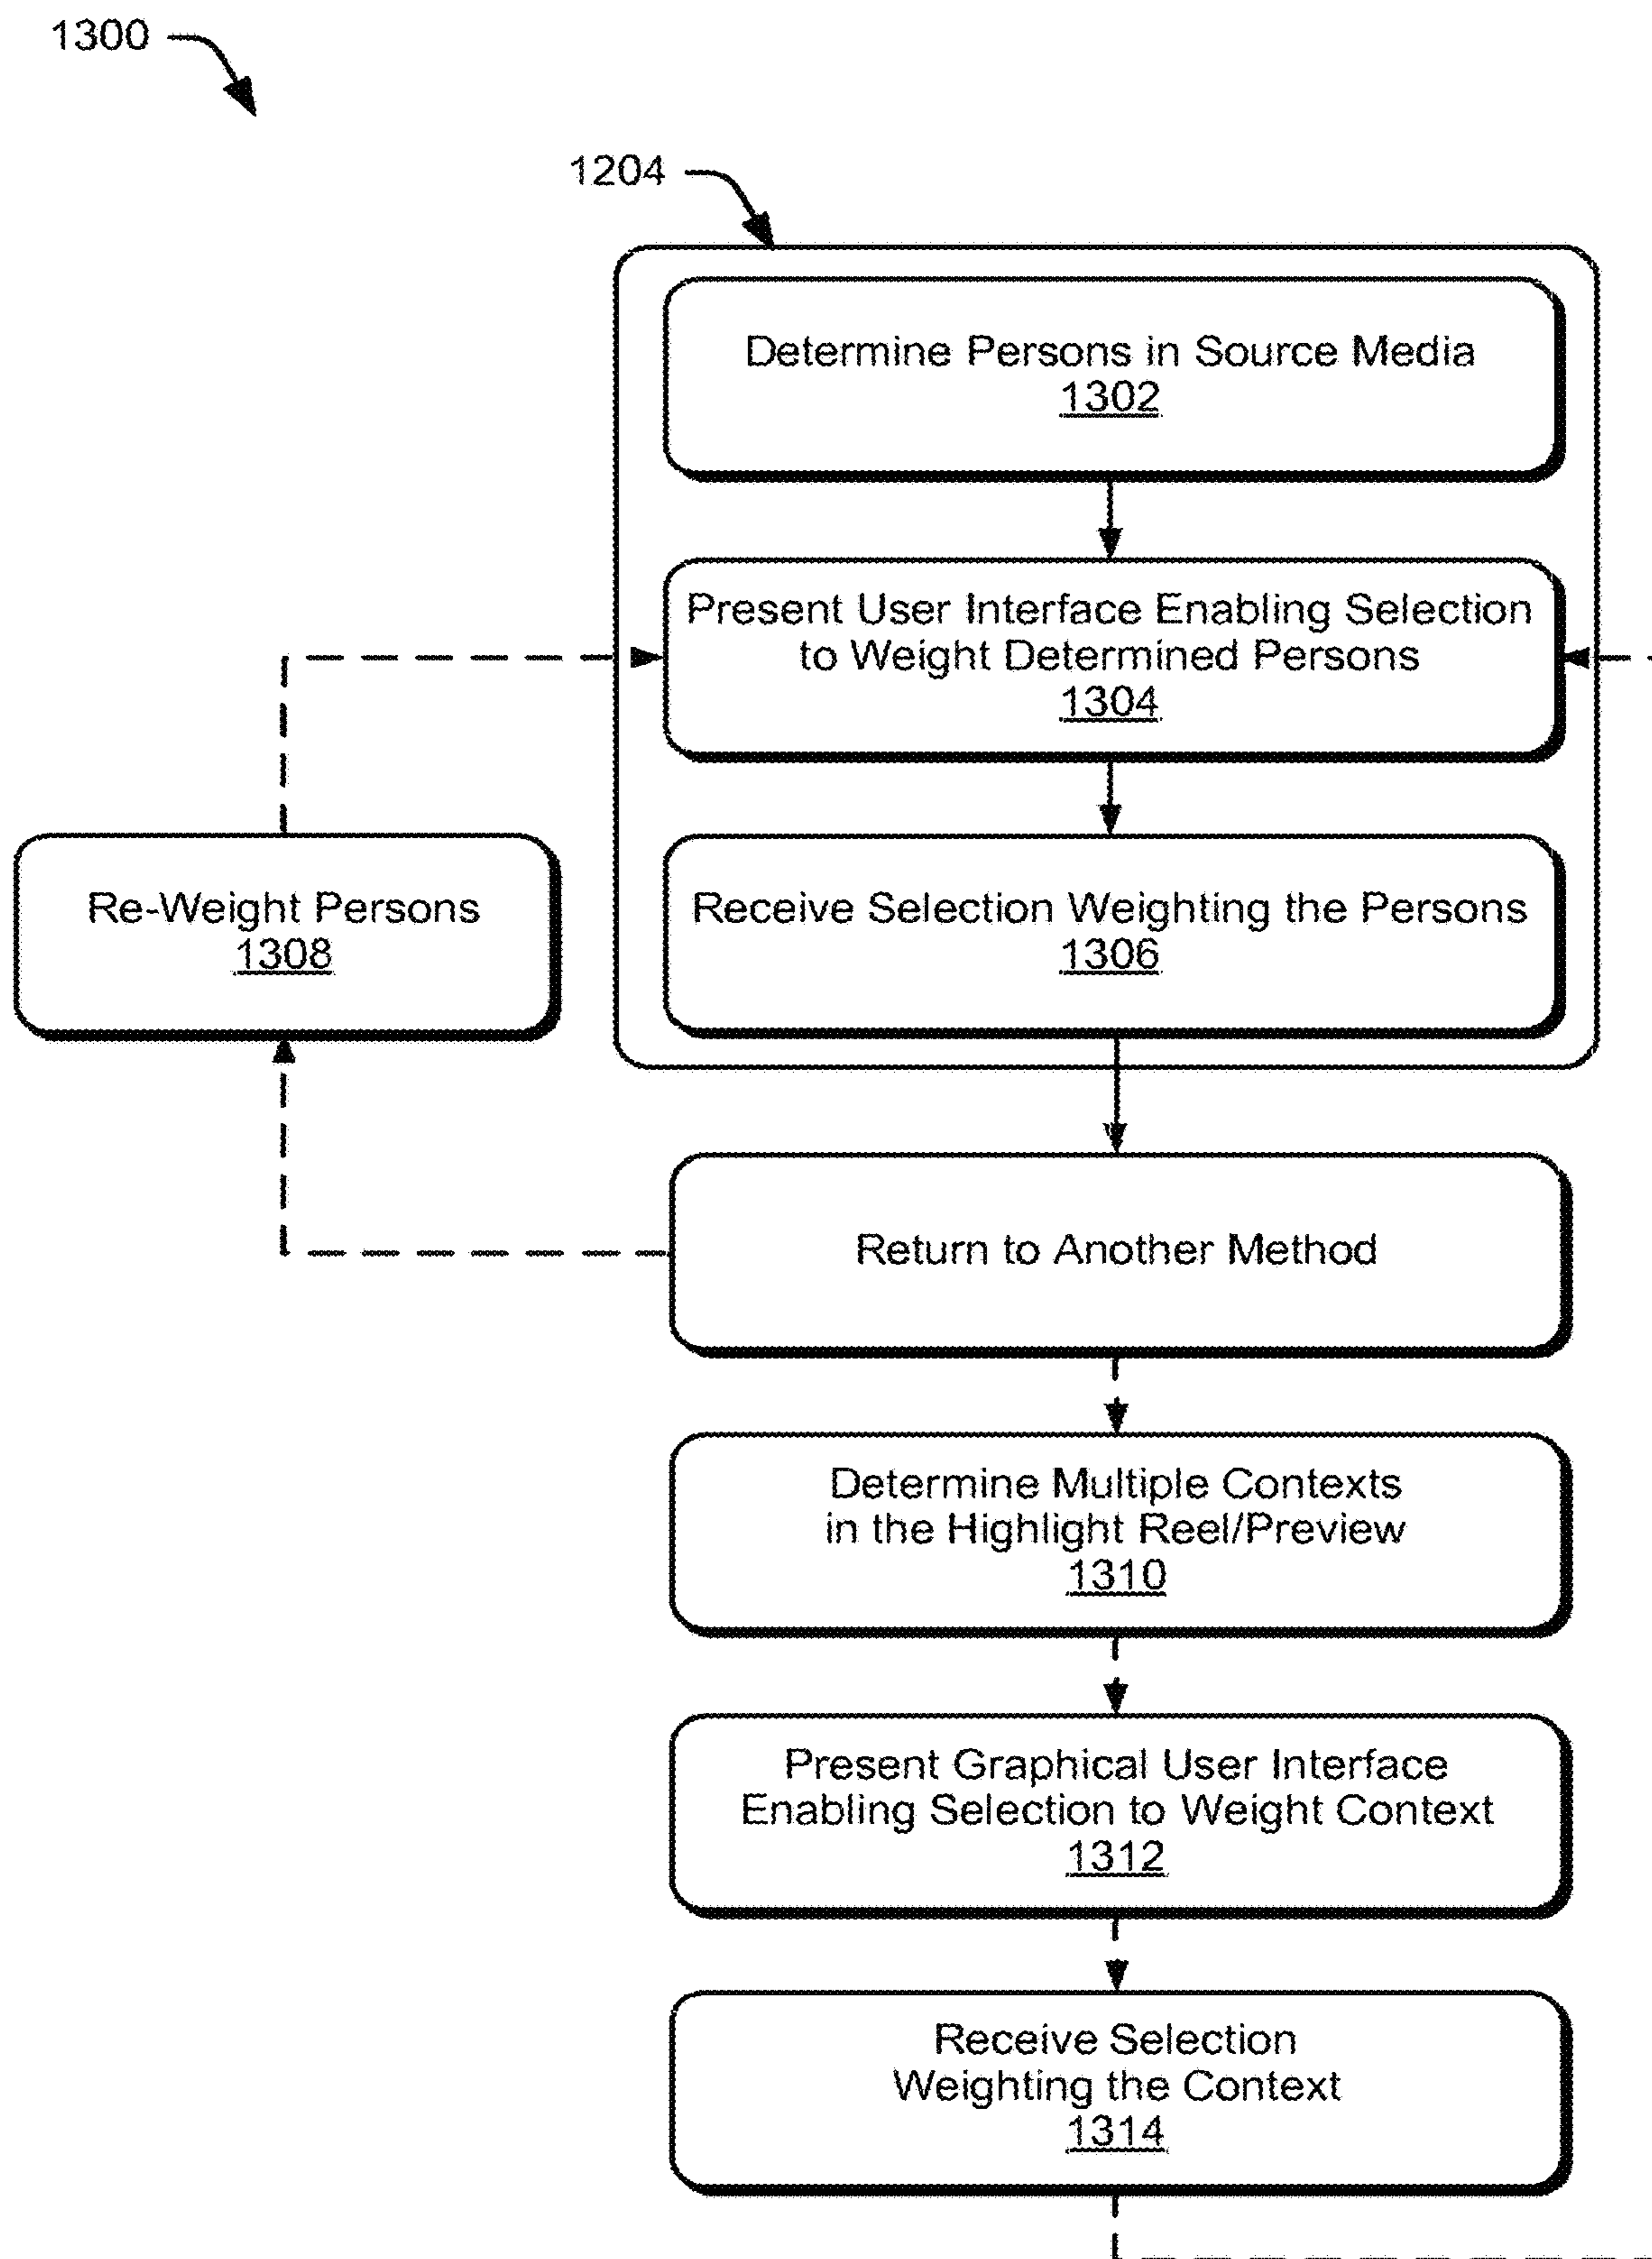 1300
1204
Determine Persons in Source Media
1302
Present User Interface Enabling Selection
to Weight Determined Persons
1304
Re-Weight Persons
1308
Receive Selection Weighting the Persons
1306
Return to Another Method
Determine Multiple Contexts
in the Highlight Reel/Preview
1310
Present Graphical User Interface
Enabling Selection to Weight Context
1312
Receive Selection
Weighting the Context
1314